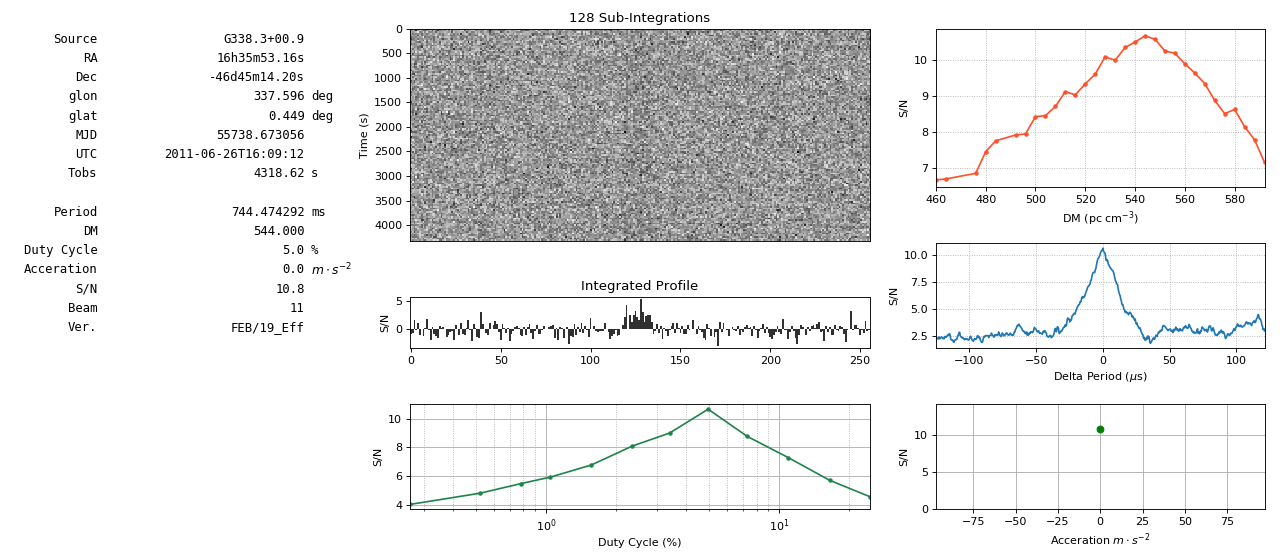 Source G338.3+00.9
RA 16h35m53.16s
Dec -46d45m14.20s
glon 337.596 deg
glat 0.449 deg
MJD 55738.673056
UTC 2011-06-26T16:09:12
Tobs 4318.62 s
Period 744.474292 ms
DM 544.000
Duty Cycle 5.0 %
Acceration 0.0 m · s⁻²
S/N 10.8
Beam 11
Ver. FEB/19_Eff
128 Sub-Integrations
0
500
1000
1500
2000
2500
3000
3500
4000
Time (s)
Integrated Profile
5
0
S/N
0 50 100 150 200 250
10
8
6
4
S/N
10⁰ 10¹
Duty Cycle (%)
10
9
8
7
S/N
460 480 500 520 540 560 580
DM (pc cm⁻³)
10.0
7.5
5.0
2.5
S/N
−100 −50 0 50 100
Delta Period (μs)
10
5
0
S/N
−75 −50 −25 0 25 50 75
Acceration m · s⁻²